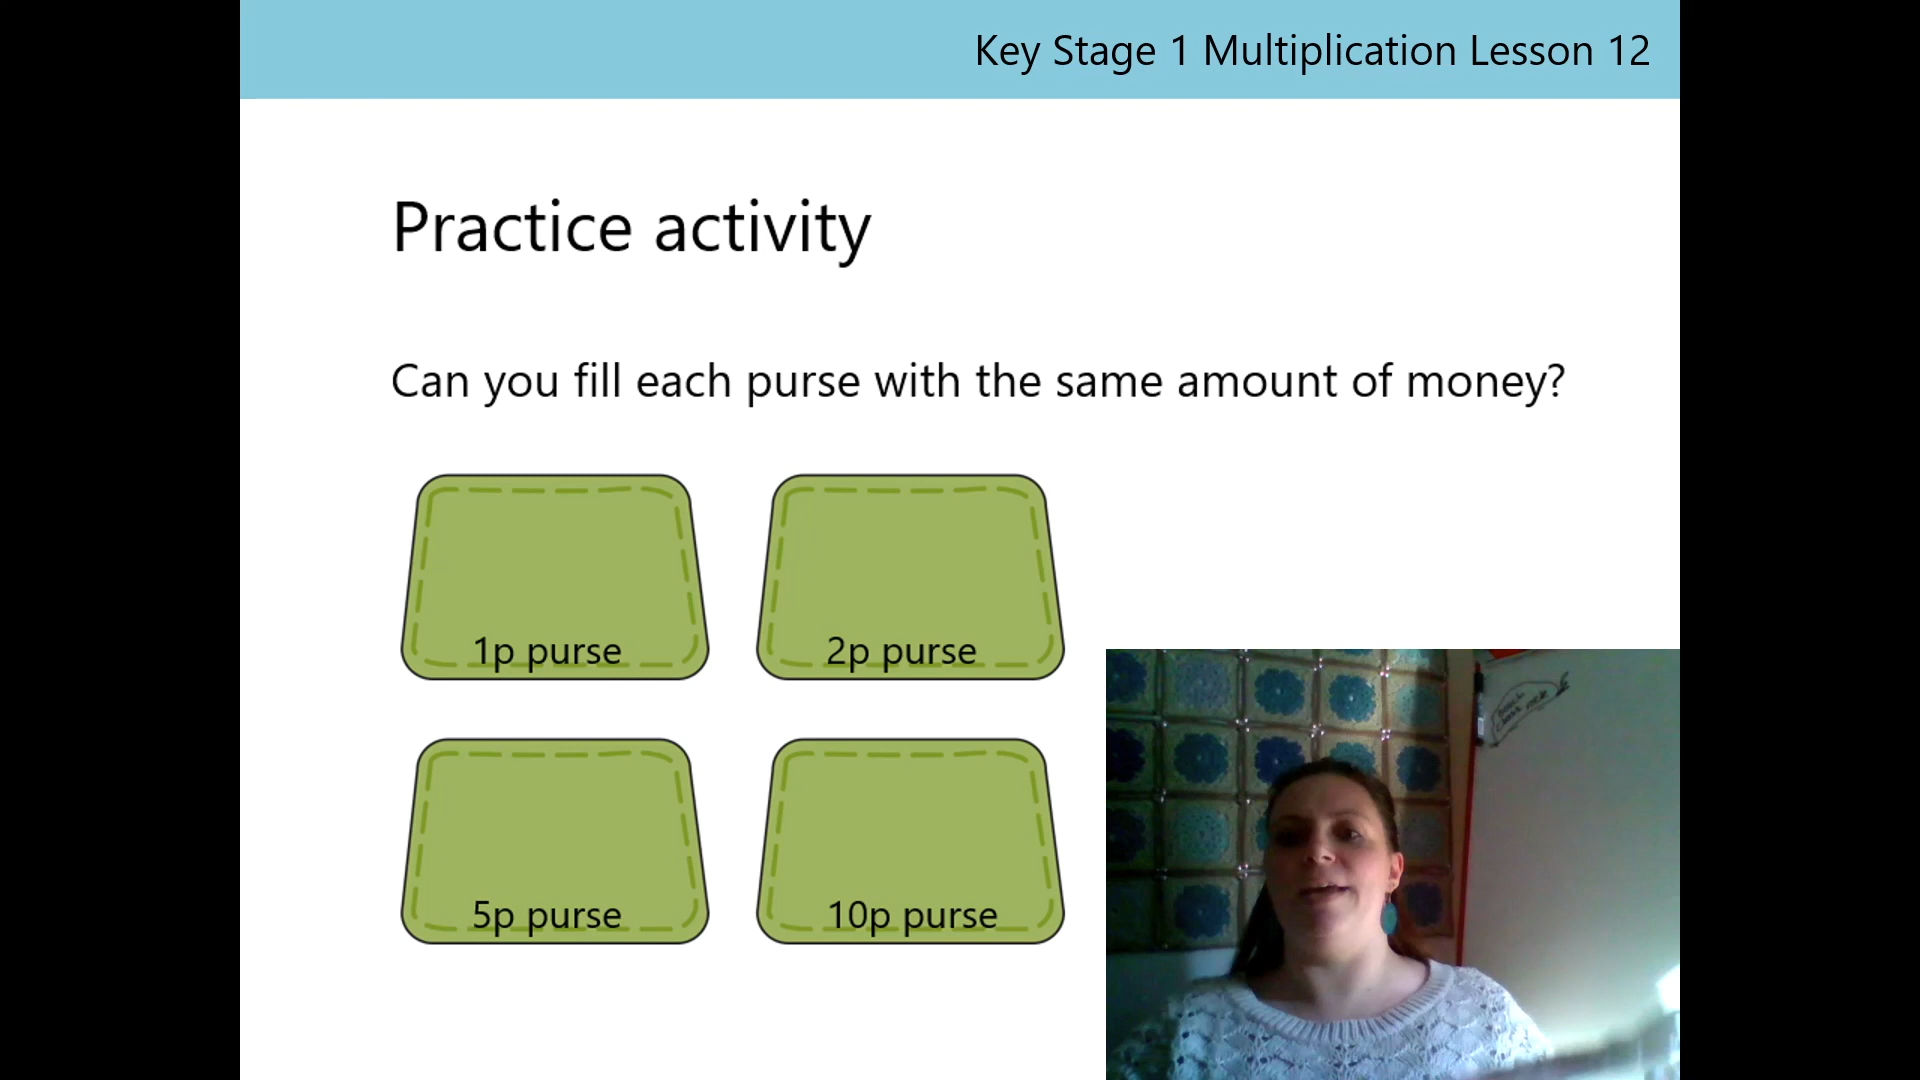 Key Stage 1 Multiplication Lesson 12
Practice activity
Can you fill each purse with the same amount of money?
1p purse
2p purse
5p purse
10p purse